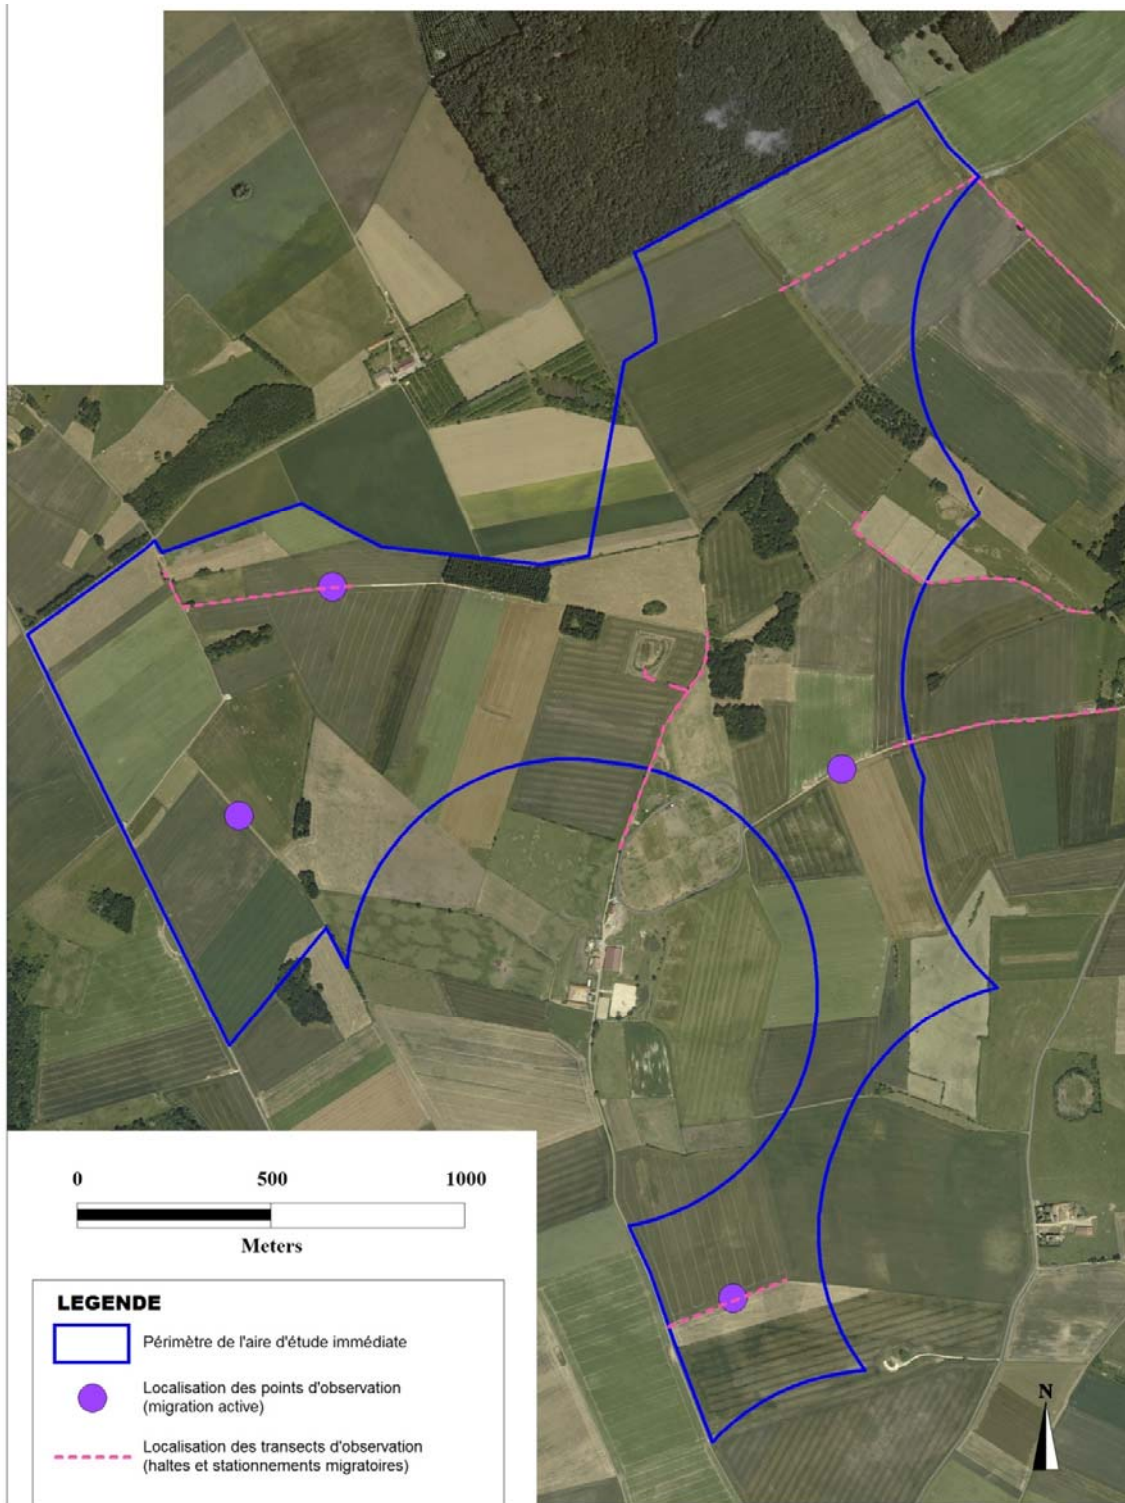 0 500 1000
Meters
LEGENDE
Périmètre de l'aire d'étude immédiate
Localisation des points d'observation
(migration active)
Localisation des transects d'observation
(haltes et stationnements migratoires)
N